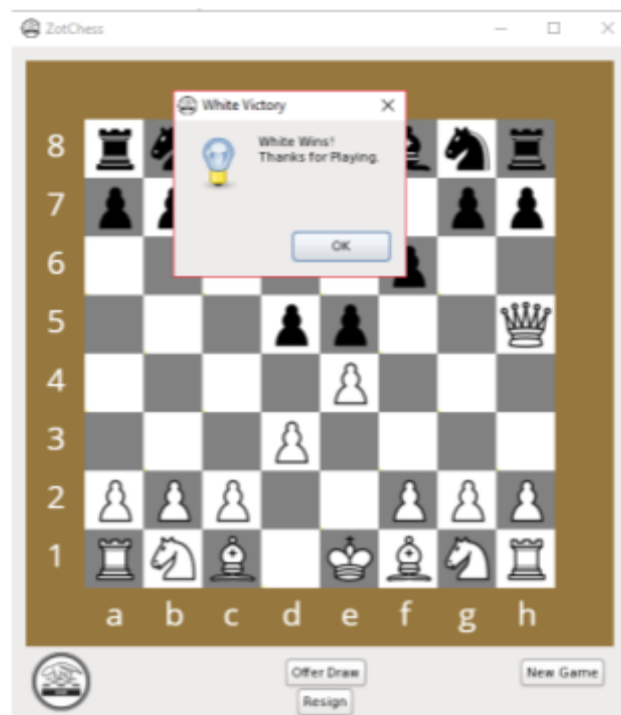 ZotChess
White Victory
White Wins!
Thanks for Playing.
OK
8
7
6
5
4
3
2
1
a b c d e f g h
Offer Draw
New Game
Resign